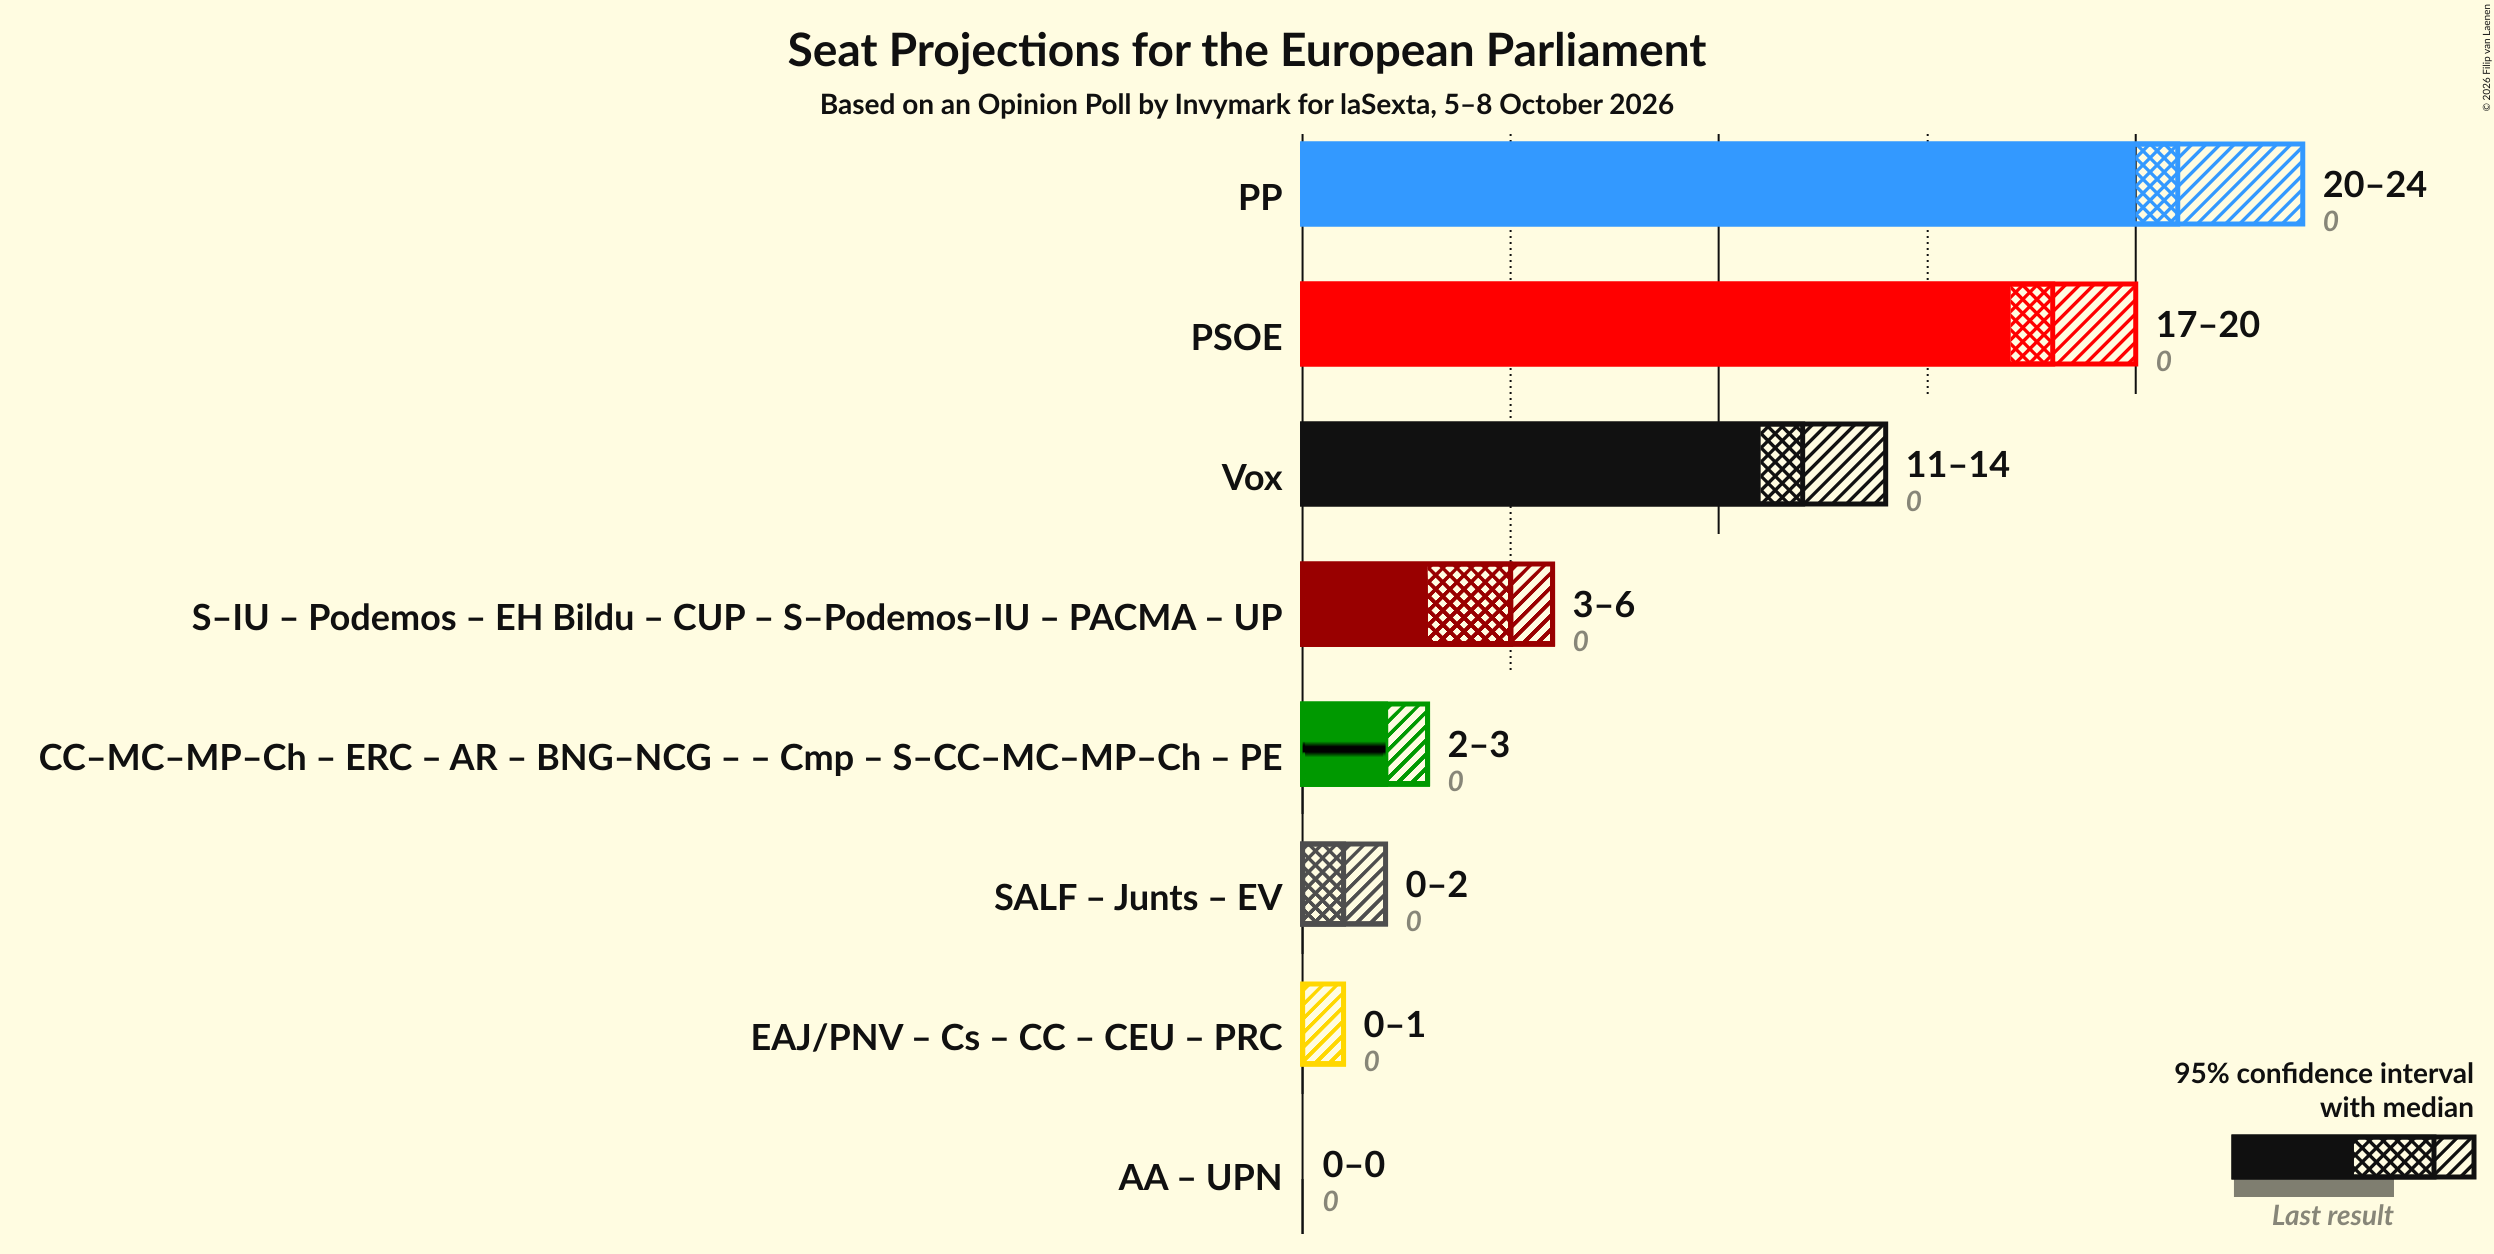 Seat Projections for the European Parliament
Based on an Opinion Poll by Invymark for laSexta, 5–8 October 2026
© 2026 Filip van Laenen
PP
20–24
0
PSOE
17–20
0
Vox
11–14
0
S–IU – Podemos – EH Bildu – CUP – S–Podemos–IU – PACMA – UP
3–6
0
CC–MC–MP–Ch – ERC – AR – BNG–NCG – – Cmp – S–CC–MC–MP–Ch – PE
2–3
0
SALF – Junts – EV
0–2
0
EAJ/PNV – Cs – CC – CEU – PRC
0–1
0
AA – UPN
0–0
0
95% confidence interval
with median
Last result